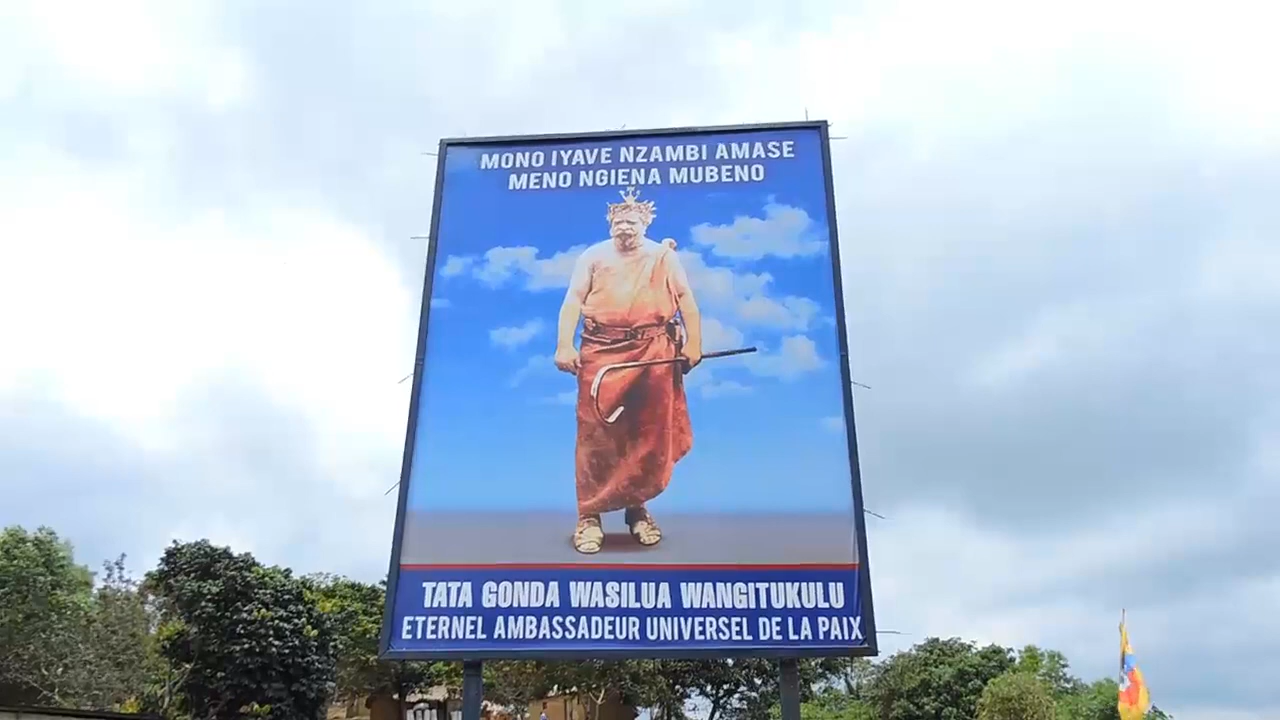 MONO IYAVE NZAMBI AMASE
MENO NGIENA MUBENO
TATA GONDA WASILUA WANGITUKULU
ETERNEL AMBASSADEUR UNIVERSEL DE LA PAIX